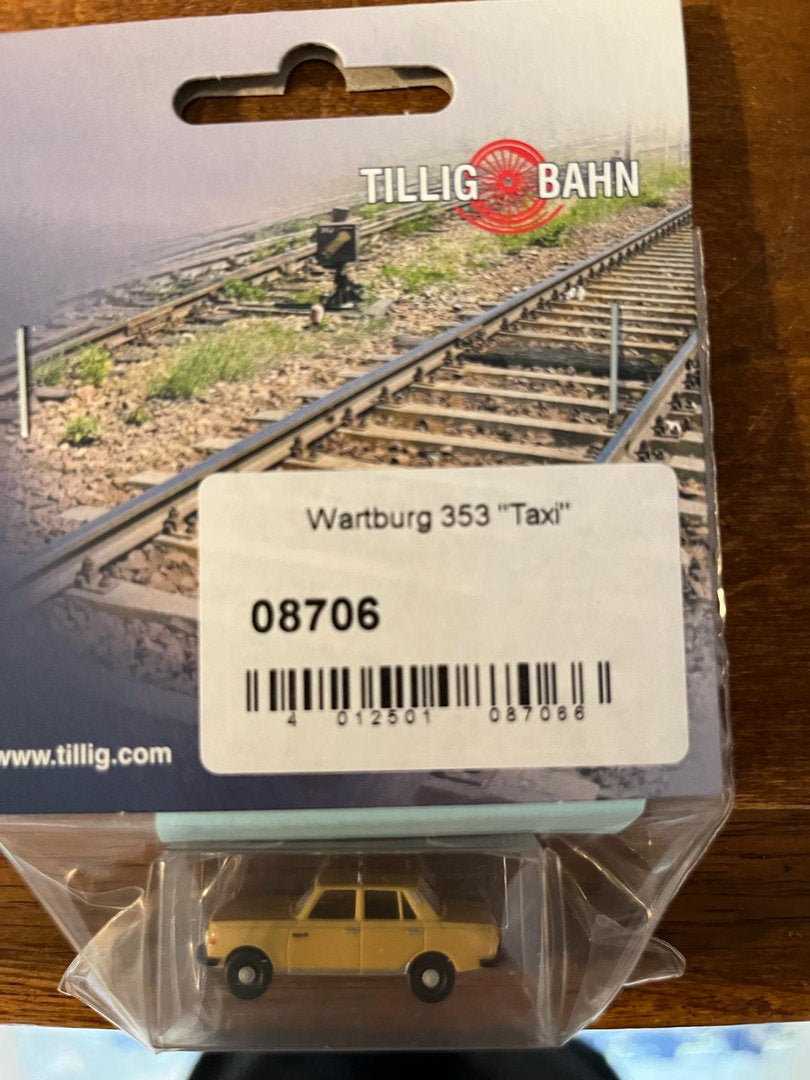 TILLIG BAHN
Wartburg 353 "Taxi"
08706
4 012501 087066
www.tillig.com